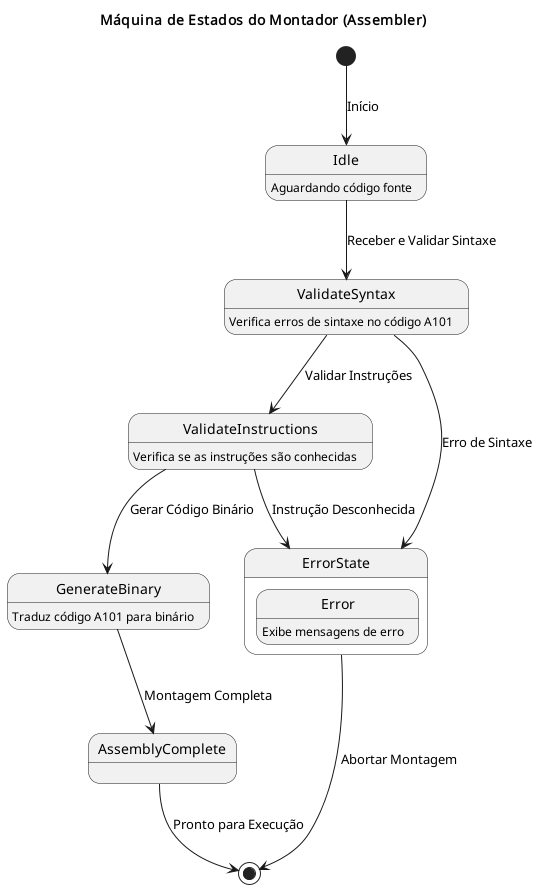 Máquina de Estados do Montador (Assembler)
Início
Idle
Aguardando código fonte
Receber e Validar Sintaxe
ValidateSyntax
Verifica erros de sintaxe no código A101
Validar Instruções
ValidateInstructions
Verifica se as instruções são conhecidas
Erro de Sintaxe
Gerar Código Binário
Instrução Desconhecida
ErrorState
GenerateBinary
Traduz código A101 para binário
Error
Exibe mensagens de erro
Montagem Completa
AssemblyComplete
Abortar Montagem
Pronto para Execução